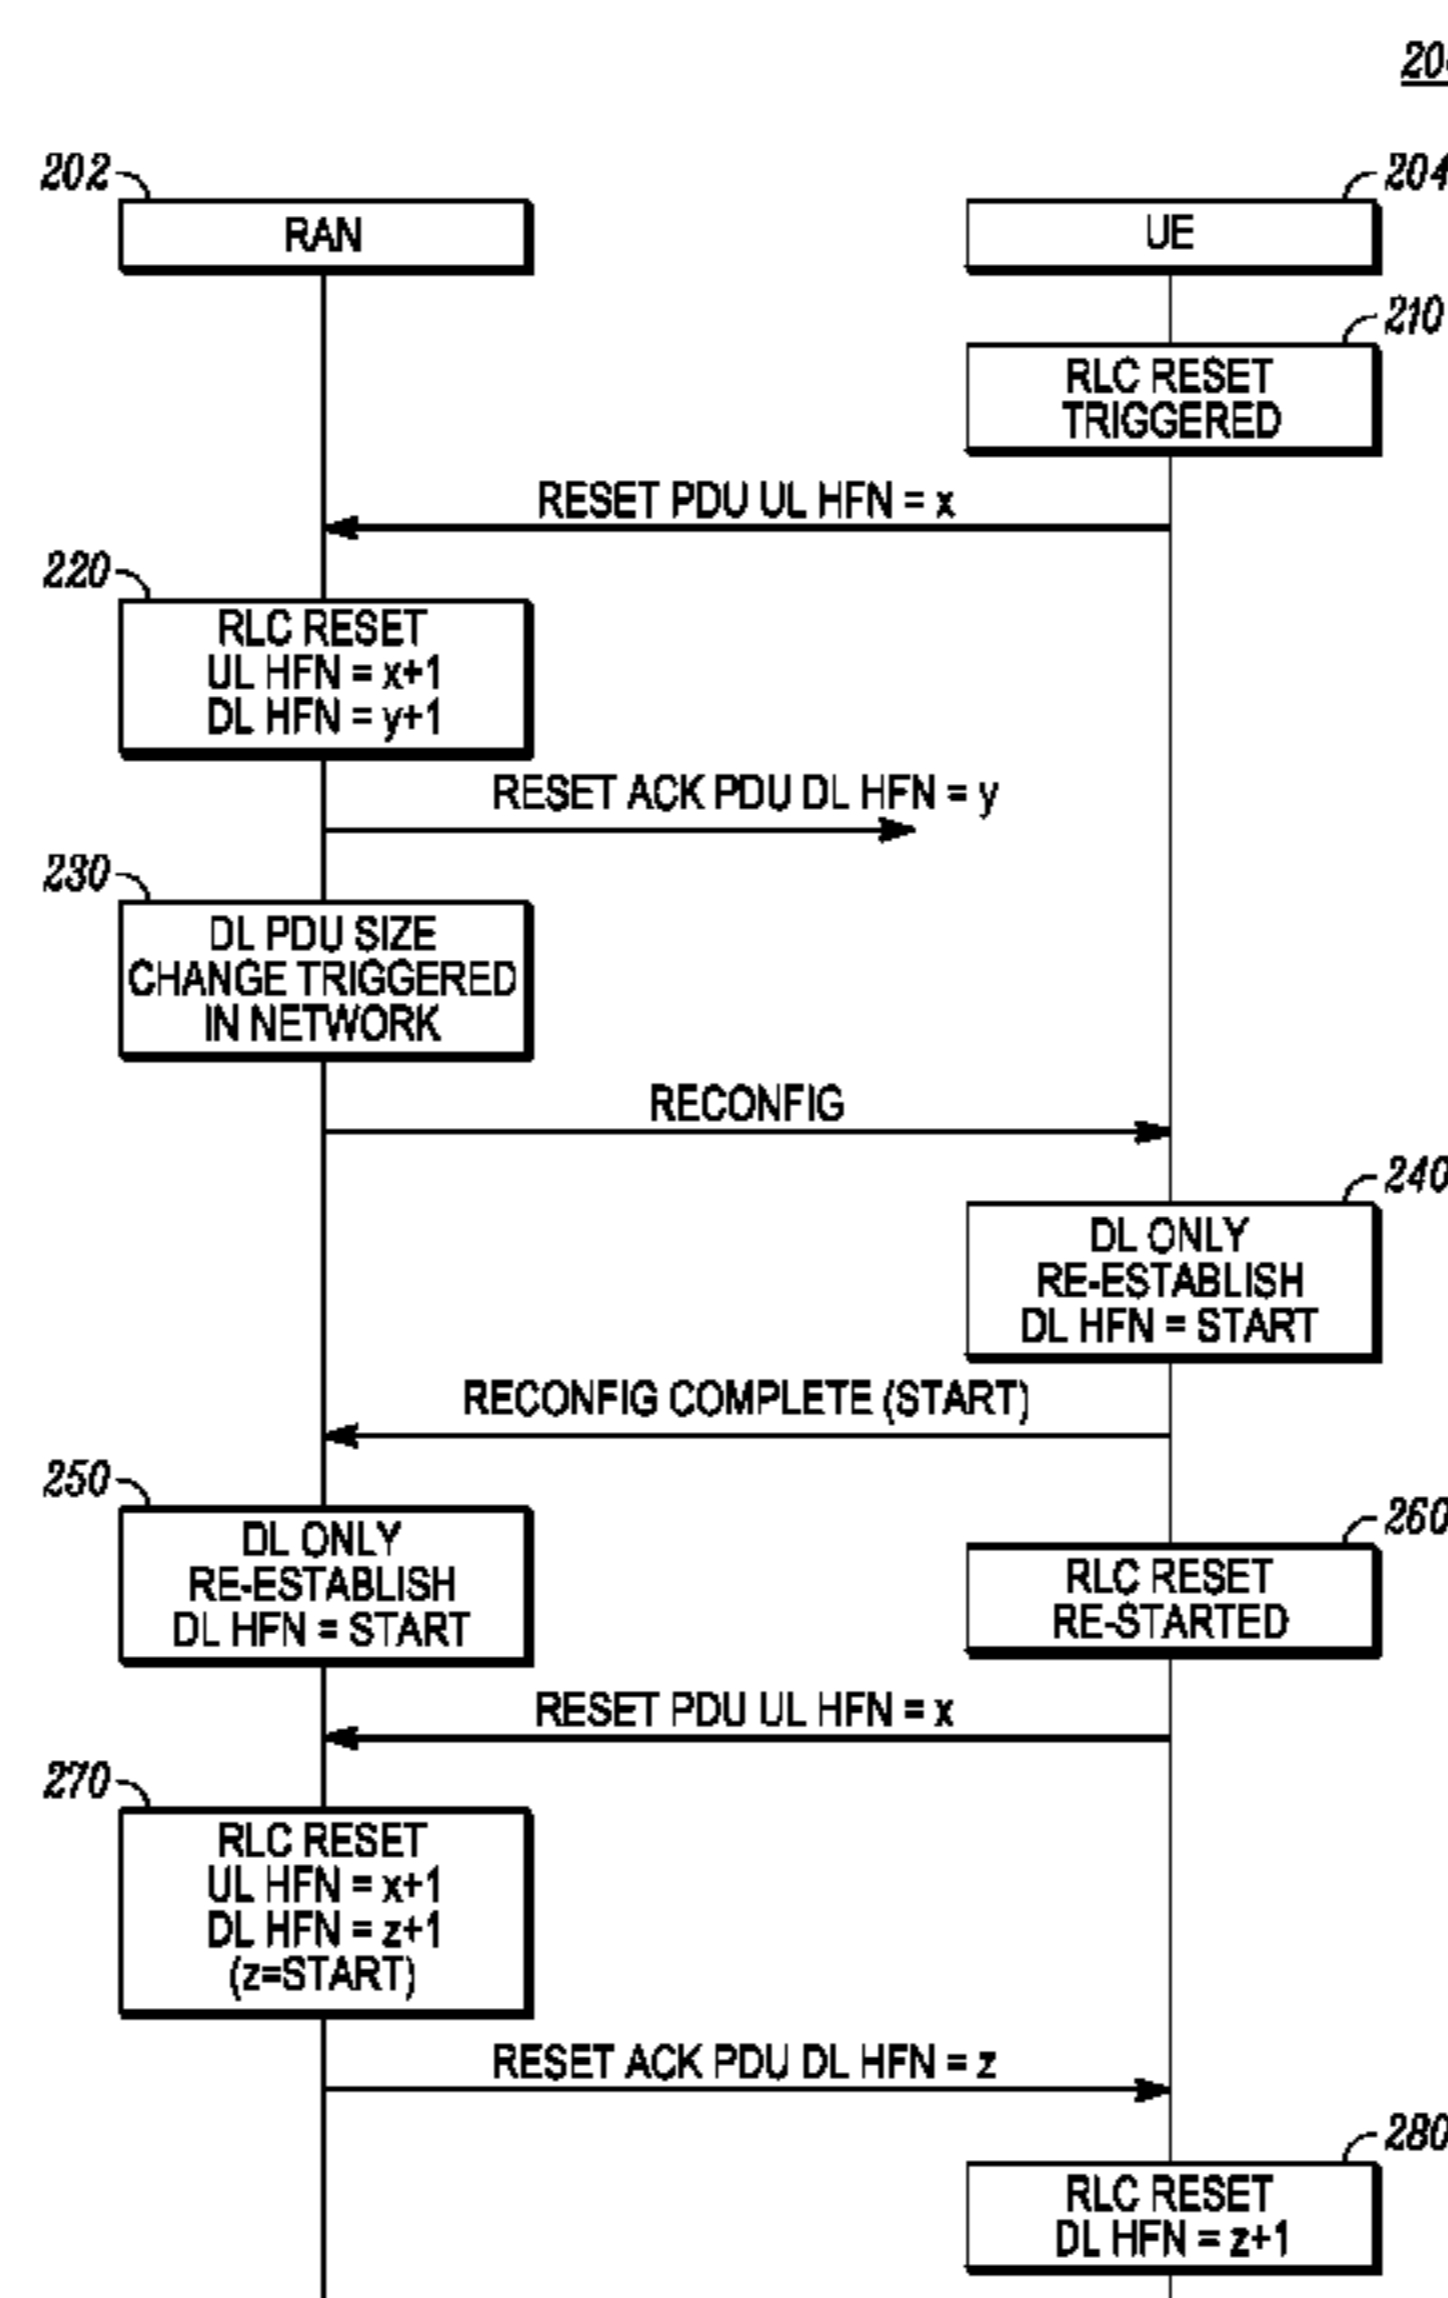 202
RAN
204
UE
210
RLC RESET
TRIGGERED
RESET PDU UL HFN = x
220
RLC RESET
UL HFN = x+1
DL HFN = y+1
RESET ACK PDU DL HFN = y
230
DL PDU SIZE
CHANGE TRIGGERED
IN NETWORK
RECONFIG
240
DL ONLY
RE-ESTABLISH
DL HFN = START
RECONFIG COMPLETE (START)
250
DL ONLY
RE-ESTABLISH
DL HFN = START
260
RLC RESET
RE-STARTED
RESET PDU UL HFN = x
270
RLC RESET
UL HFN = x+1
DL HFN = z+1
(z=START)
RESET ACK PDU DL HFN = z
280
RLC RESET
DL HFN = z+1